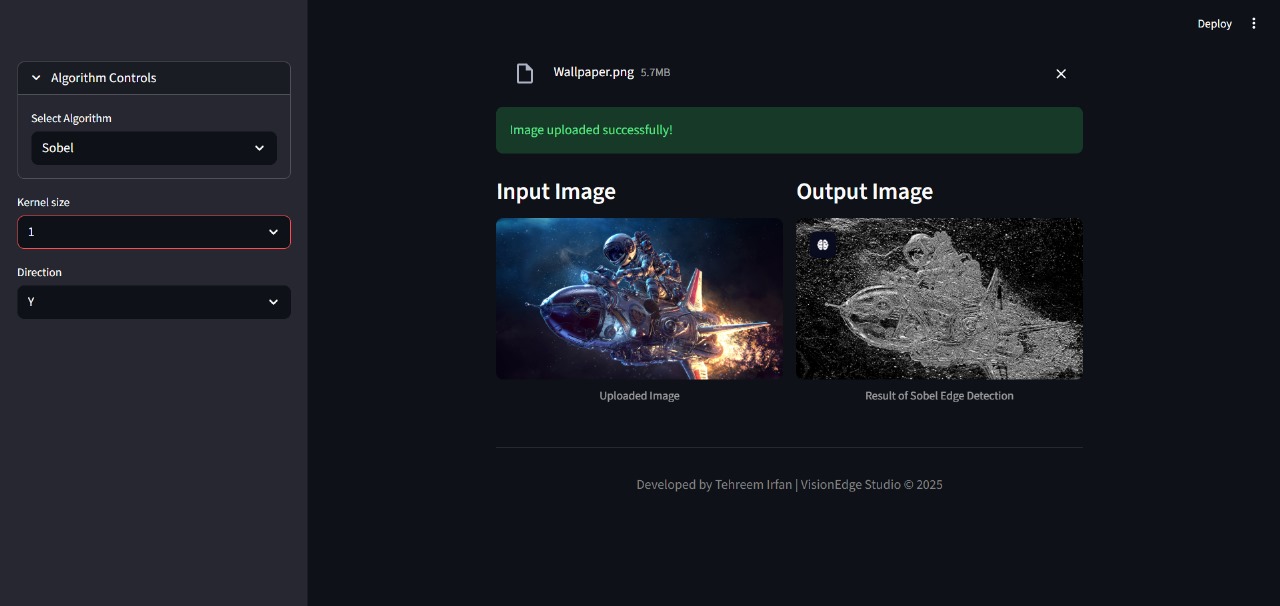 Deploy
Algorithm Controls
Select Algorithm
Sobel
Kernel size
1
Direction
Y
Wallpaper.png 5.7MB
Image uploaded successfully!
Input Image
Output Image
Uploaded Image
Result of Sobel Edge Detection
Developed by Tehreem Irfan | VisionEdge Studio © 2025